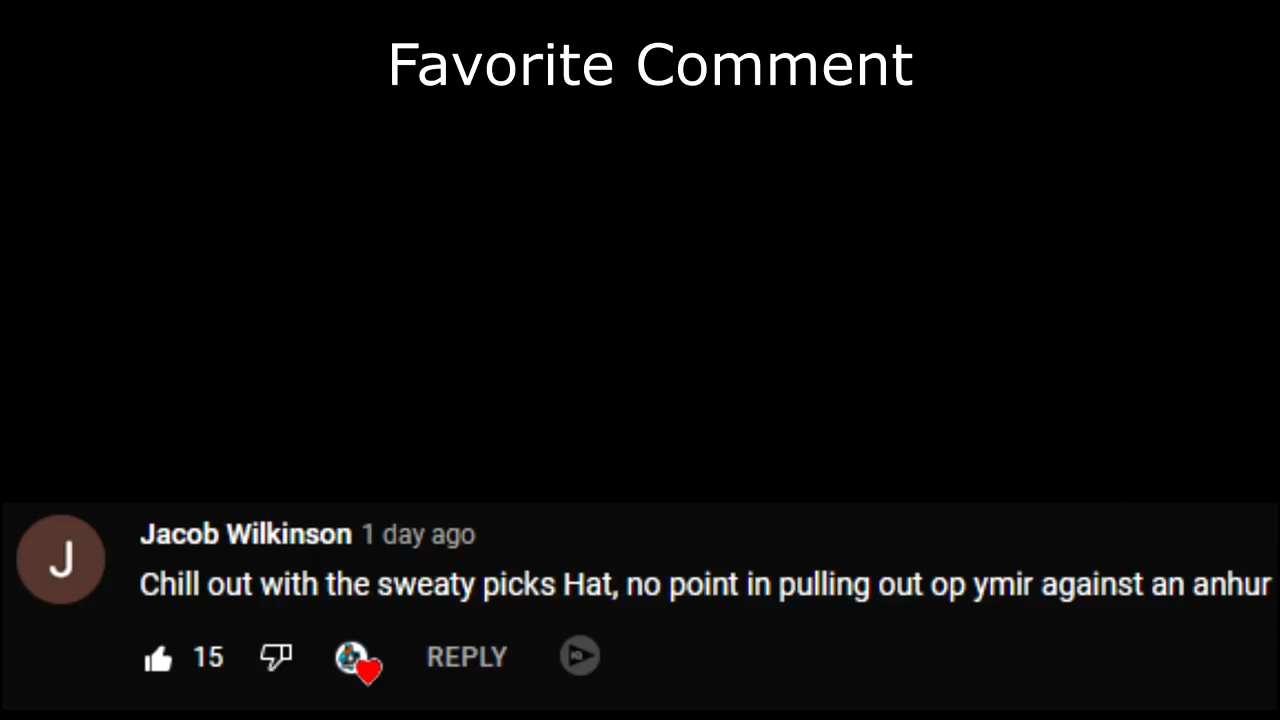 Favorite Comment
J
Jacob Wilkinson 1 day ago
Chill out with the sweaty picks Hat, no point in pulling out op ymir against an anhur
15 REPLY